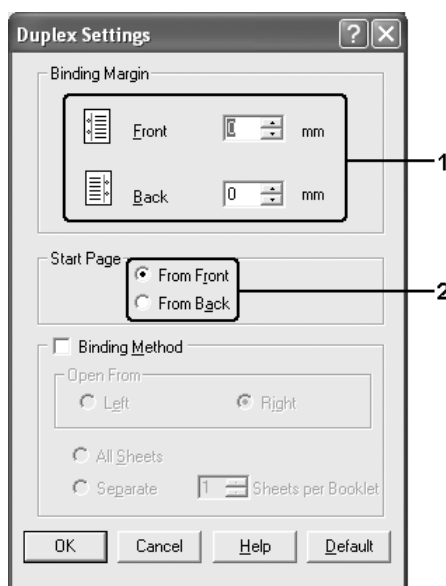 Duplex Settings
Binding Margin
Front 0 mm
1
Back 0 mm
Start Page
From Front
2
From Back
Binding Method
Open From
Left Right
All Sheets
Separate 1 Sheets per Booklet
OK Cancel Help Default